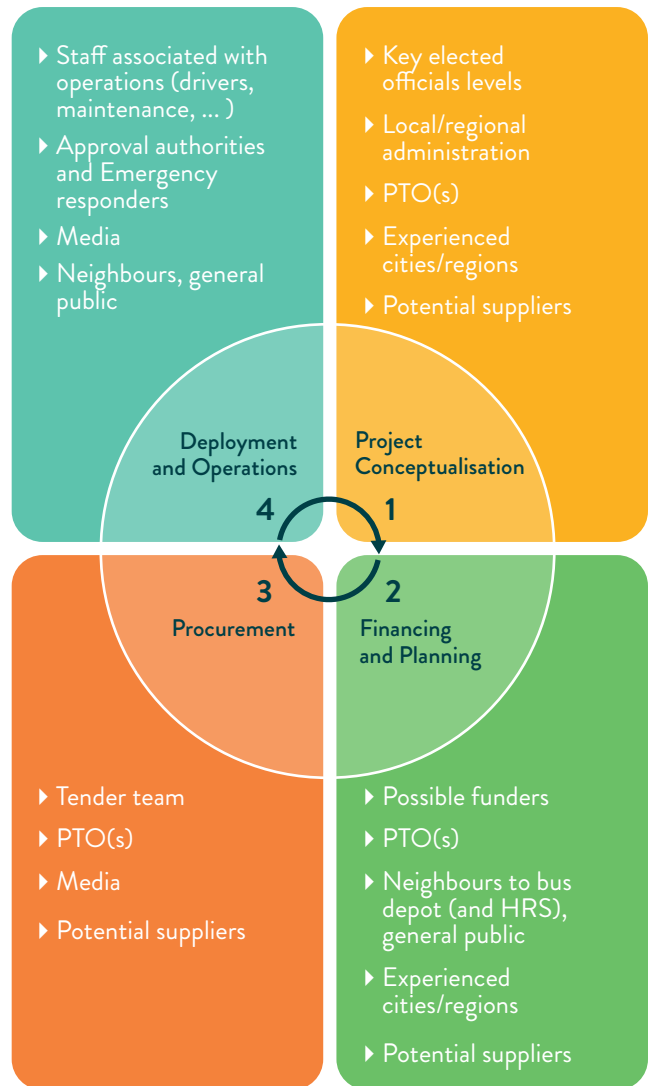 Staff associated with
operations (drivers,
maintenance, ... )
Approval authorities
and Emergency
responders
Media
Neighbours, general
public
Key elected
officials levels
Local/regional
administration
PTO(s)
Experienced
cities/regions
Potential suppliers
Deployment
and Operations
4
Project
Conceptualisation
1
3
Procurement
2
Financing
and Planning
Tender team
PTO(s)
Media
Potential suppliers
Possible funders
PTO(s)
Neighbours to bus
depot (and HRS),
general public
Experienced
cities/regions
Potential suppliers